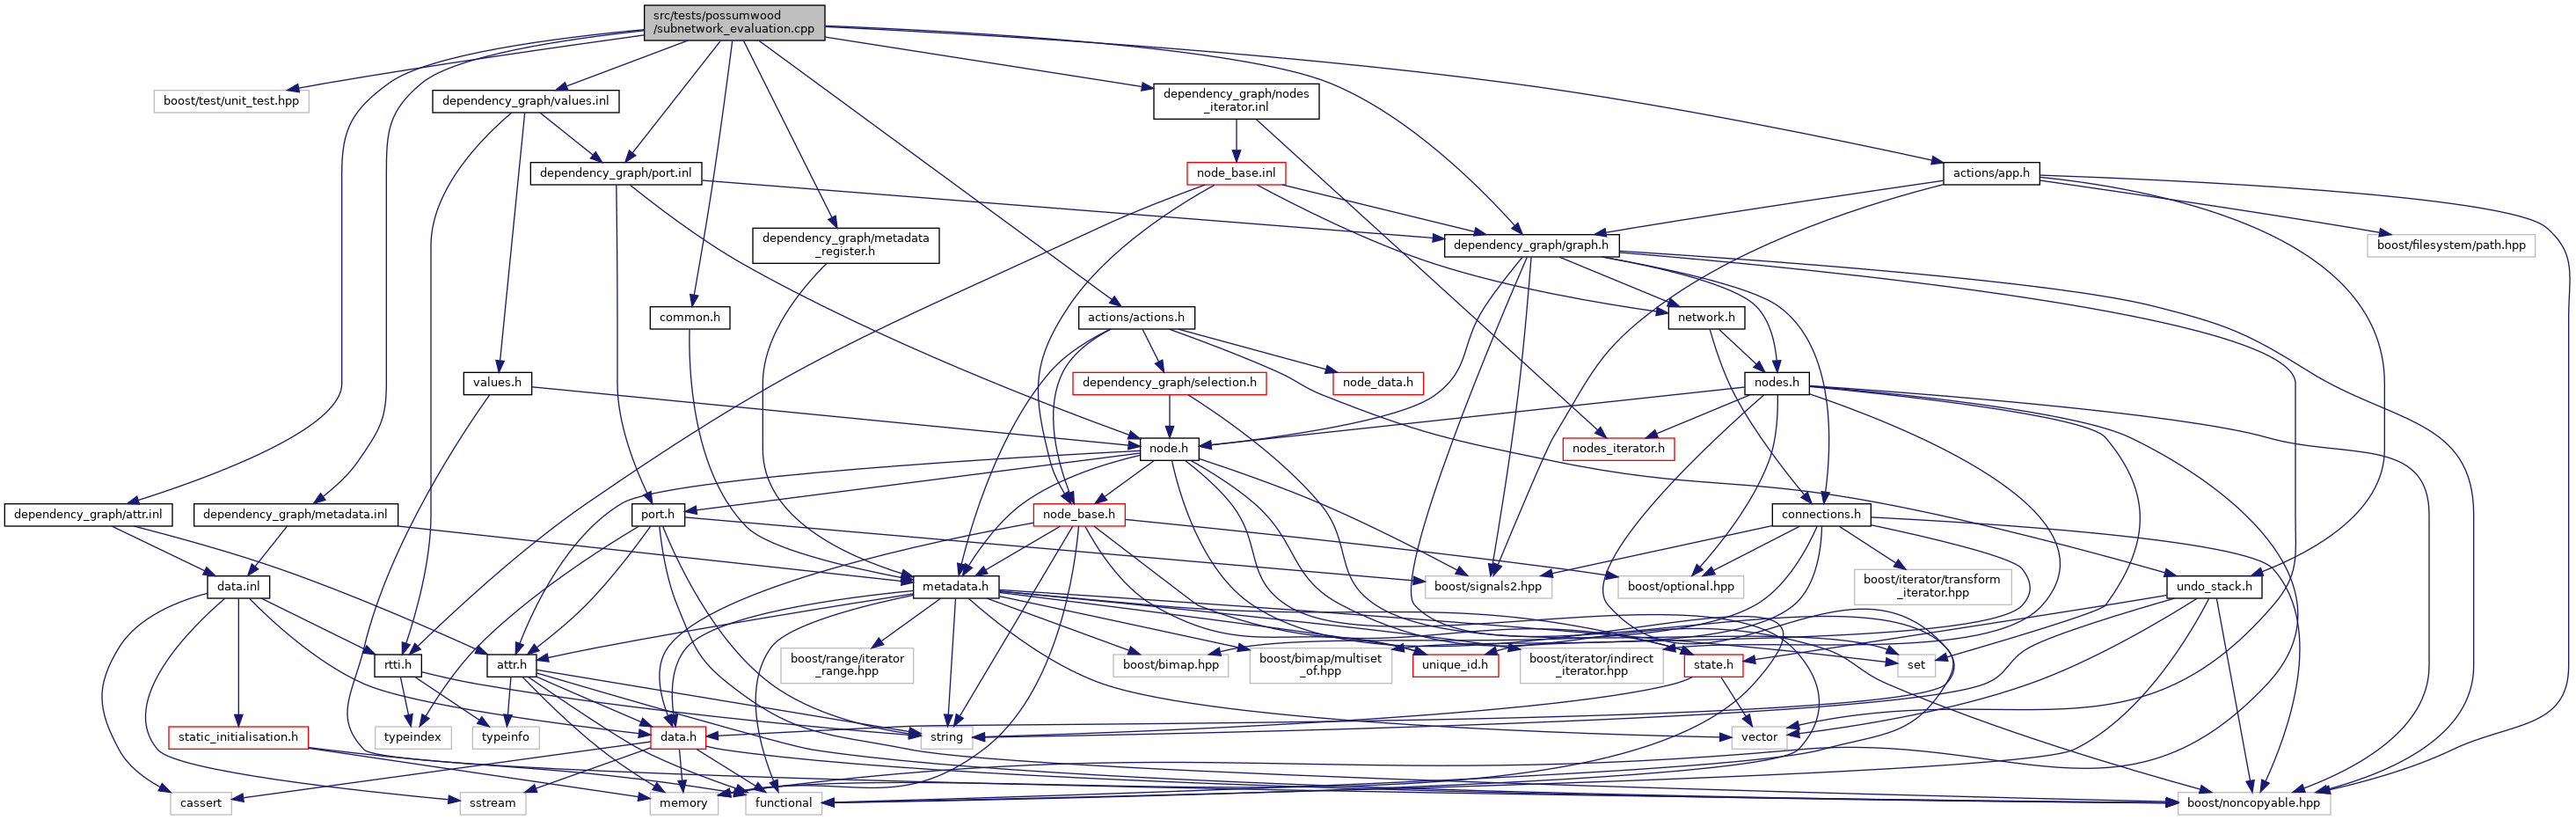 src/tests/possumwood
/subnetwork_evaluation.cpp
boost/test/unit_test.hpp
dependency_graph/values.inl
dependency_graph/nodes
_iterator.inl
dependency_graph/port.inl
node_base.inl
actions/app.h
dependency_graph/metadata
_register.h
dependency_graph/graph.h
boost/filesystem/path.hpp
common.h
actions/actions.h
network.h
values.h
dependency_graph/selection.h
node_data.h
nodes.h
node.h
nodes_iterator.h
dependency_graph/attr.inl
dependency_graph/metadata.inl
port.h
node_base.h
connections.h
data.inl
metadata.h
boost/signals2.hpp
boost/optional.hpp
boost/iterator/transform
_iterator.hpp
undo_stack.h
rtti.h
attr.h
boost/range/iterator
_range.hpp
boost/bimap.hpp
boost/bimap/multiset
_of.hpp
unique_id.h
boost/iterator/indirect
_iterator.hpp
state.h
set
static_initialisation.h
typeindex
typeinfo
data.h
string
vector
cassert
sstream
memory
functional
boost/noncopyable.hpp